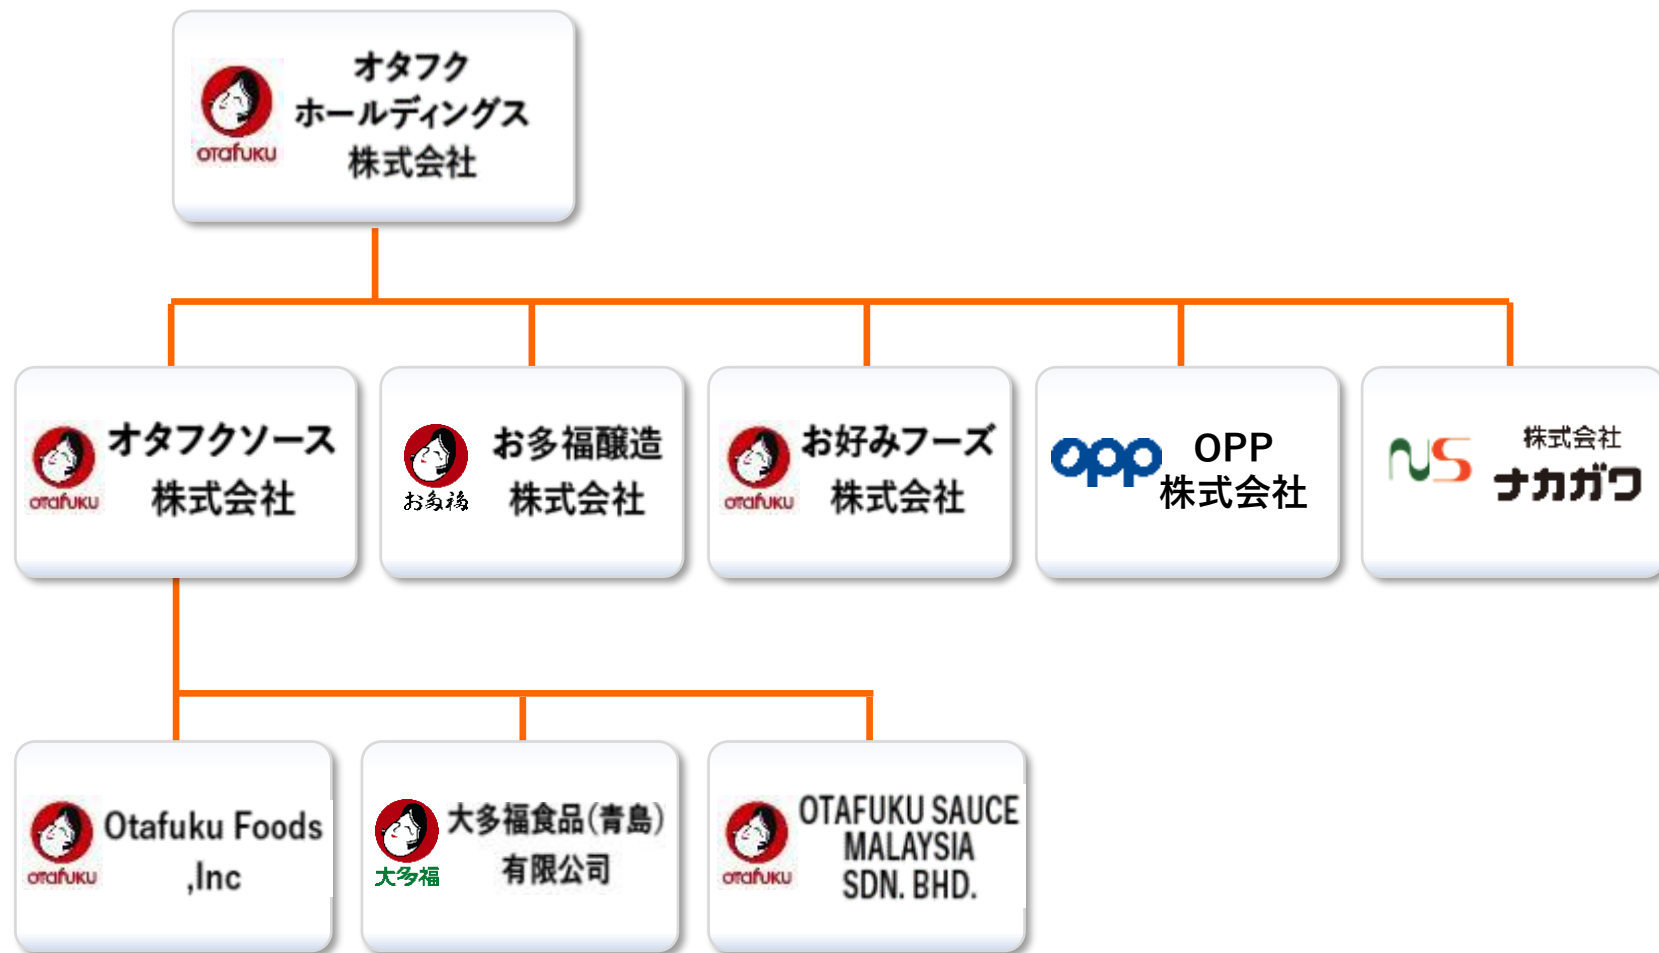 オタフク
ホールディングス
株式会社
OTAFUKU
オタフクソース
株式会社
OTAFUKU
お多福醸造
株式会社
お多福
お好みフーズ
株式会社
OTAFUKU
opp
OPP
株式会社
NS
株式会社
ナカガワ
Otafuku Foods
,Inc
OTAFUKU
大多福食品(青島)
有限公司
大多福
OTAFUKU SAUCE
MALAYSIA
SDN. BHD.
OTAFUKU